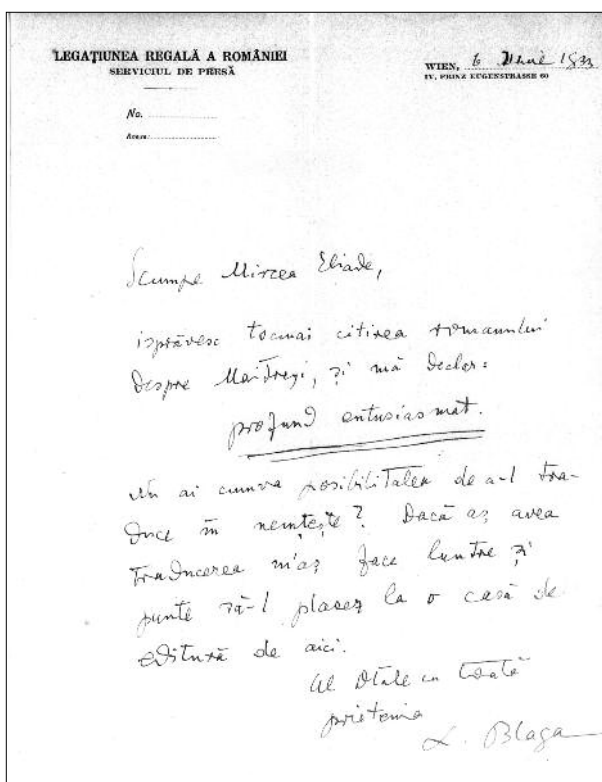 LEGAȚIUNEA REGALĂ A ROMÂNIEI
SERVICIUL DE PRESĂ
WIEN, 6 Iunie 1933
IV, PRINZ EUGENSTRASSE 60
No.
Anexe:
Scumpe Mircea Eliade,
isprăvesc tocmai citirea romanului
despre Maitreyi, și mă declar:
profund entusiasmat.
Nu ai cumva posibilitatea de a-l tra-
duce în nemțește? Dacă aș avea
traducerea m'aș face luntre și
punte să-l plasez la o casă de
editură de aici.
Al Dtale cu toată
prietenia
L. Blaga